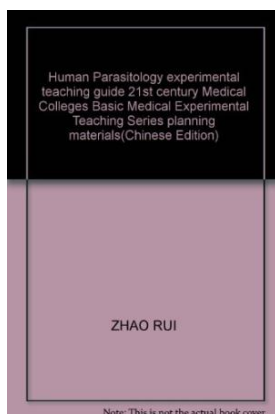 Human Parasitology experimental
teaching guide 21st century Medical
Colleges Basic Medical Experimental
Teaching Series planning
materials(Chinese Edition)
ZHAO RUI
Note: This is not the actual book cover